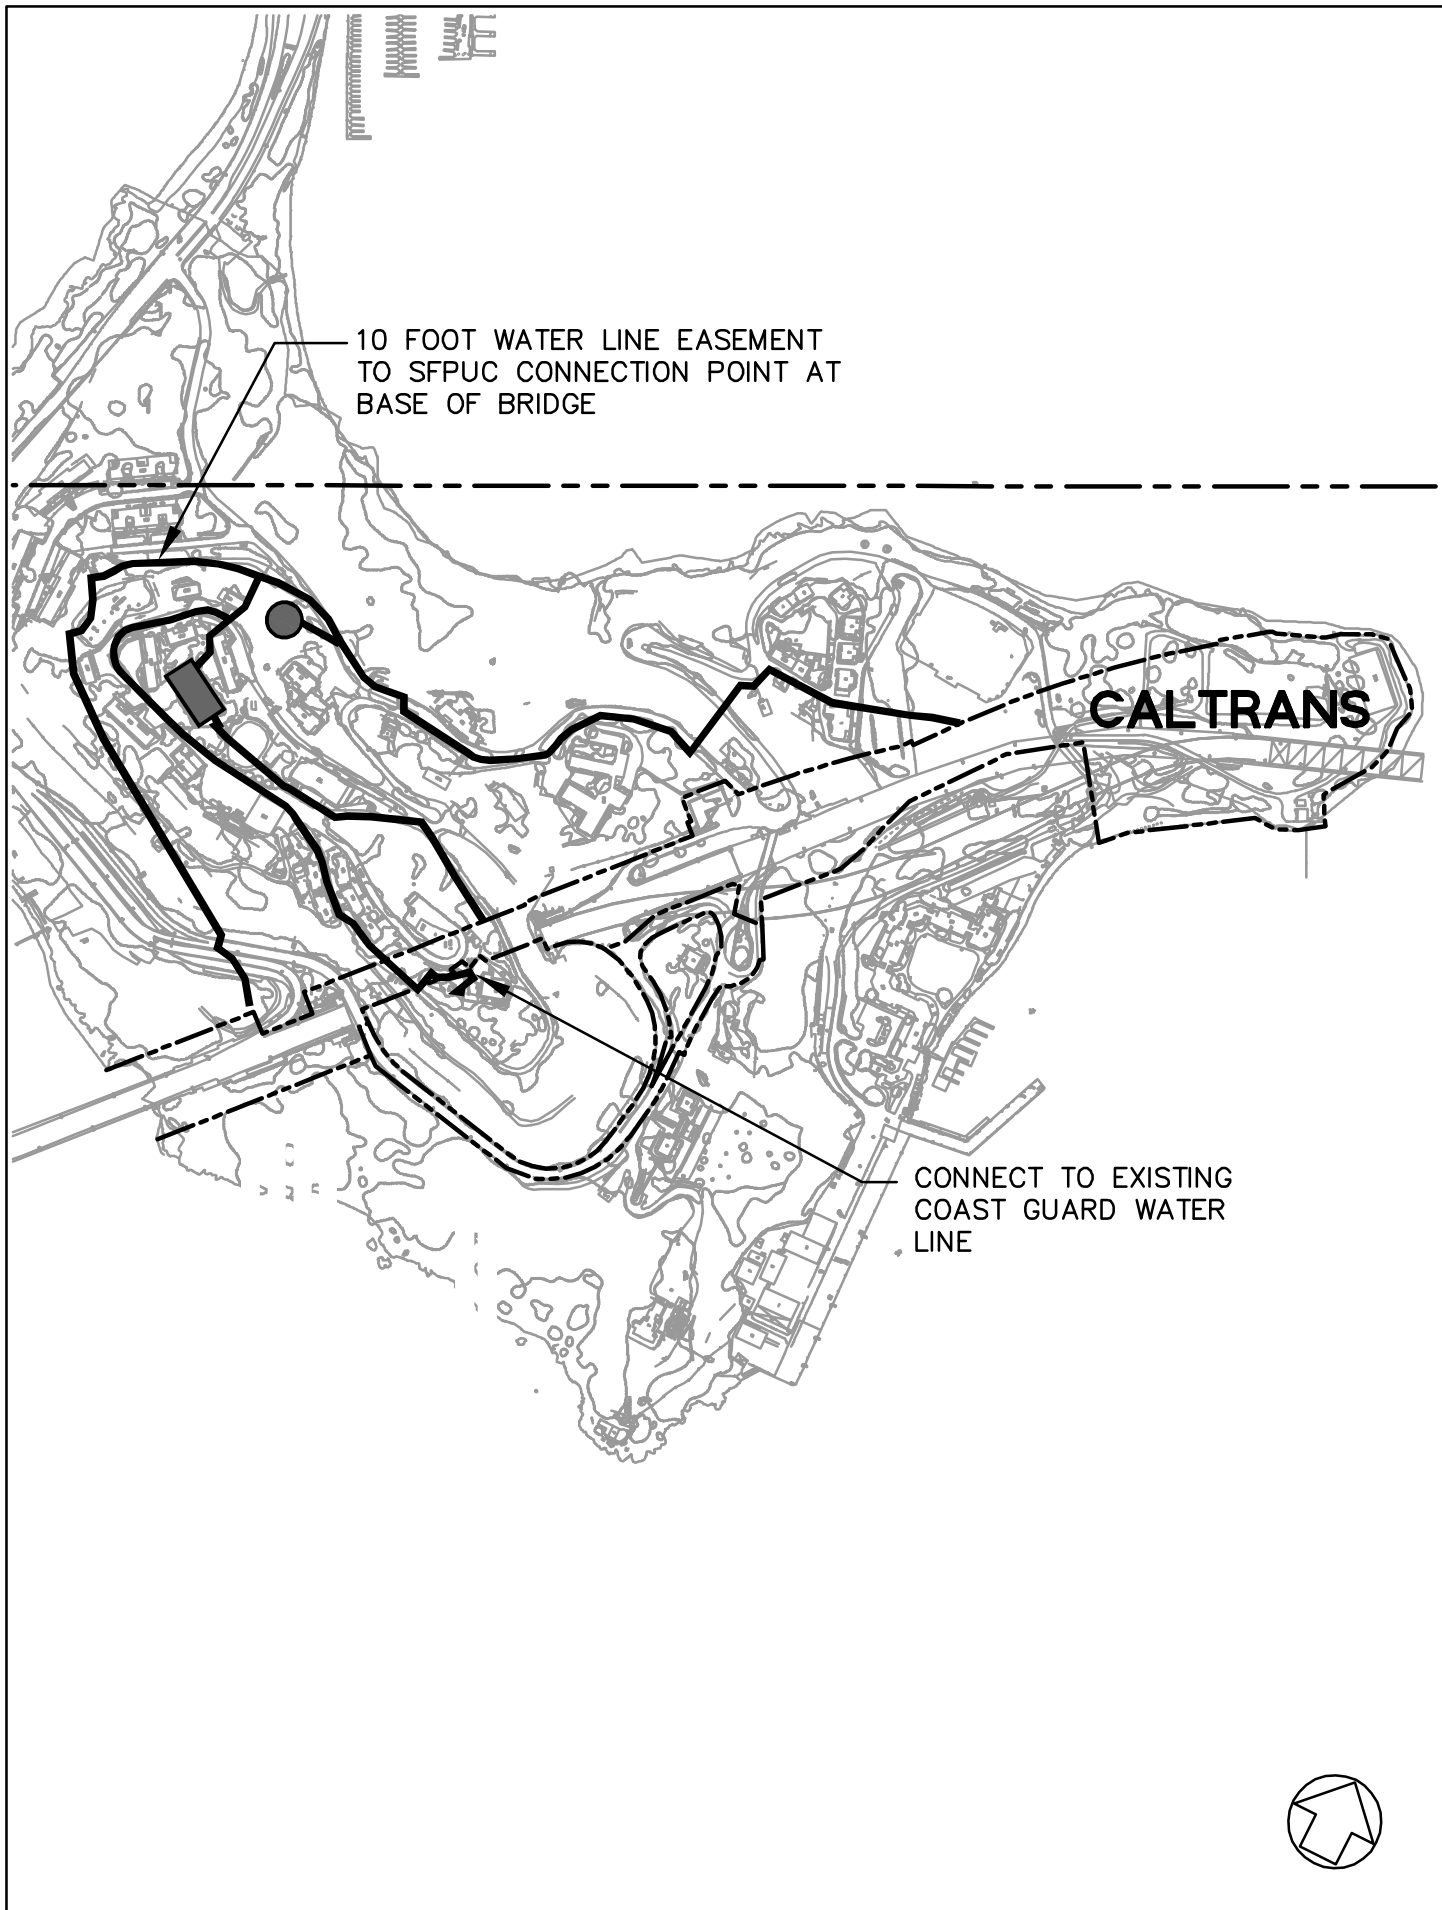 10 FOOT WATER LINE EASEMENT
TO SFPUC CONNECTION POINT AT
BASE OF BRIDGE
CALTRANS
CONNECT TO EXISTING
COAST GUARD WATER
LINE